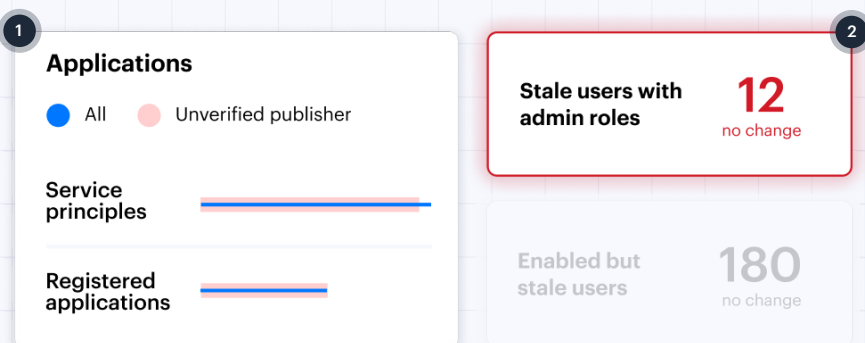 1
Applications
All
Unverified publisher
Service
principles
Registered
applications
2
Stale users with
admin roles
12
no change
Enabled but
stale users
180
no change